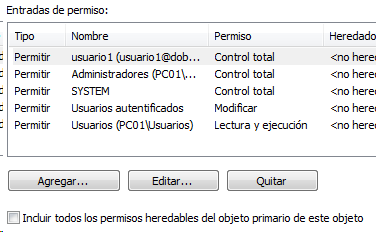 Entradas de permiso:
Tipo Nombre Permiso Heredado
Permitir usuario1 (usuario1@dob... Control total <no hered
Permitir Administradores (PC01\... Control total <no hered
Permitir SYSTEM Control total <no hered
Permitir Usuarios autentificados Modificar <no hered
Permitir Usuarios (PC01\Usuarios) Lectura y ejecución <no hered
Agregar... Editar... Quitar
Incluir todos los permisos heredables del objeto primario de este objeto